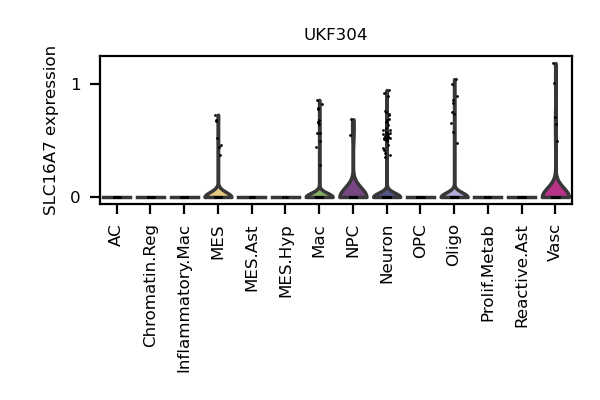 UKF304
SLC16A7 expression
1
0
AC
Chromatin.Reg
Inflammatory.Mac
MES
MES.Ast
MES.Hyp
Mac
NPC
Neuron
OPC
Oligo
Prolif.Metab
Reactive.Ast
Vasc